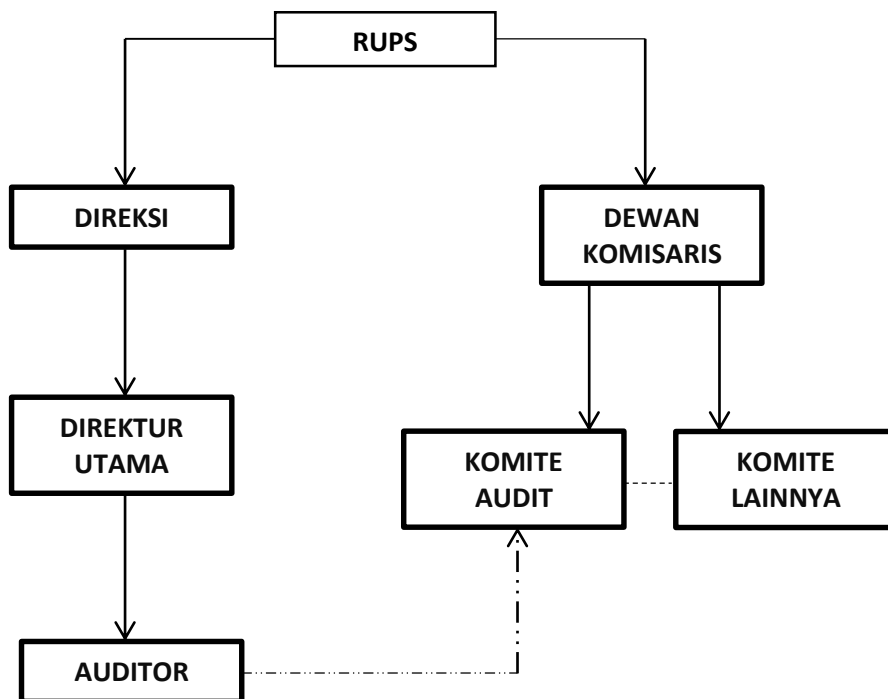 RUPS
DIREKSI
DEWAN
KOMISARIS
DIREKTUR
UTAMA
KOMITE
AUDIT
KOMITE
LAINNYA
AUDITOR